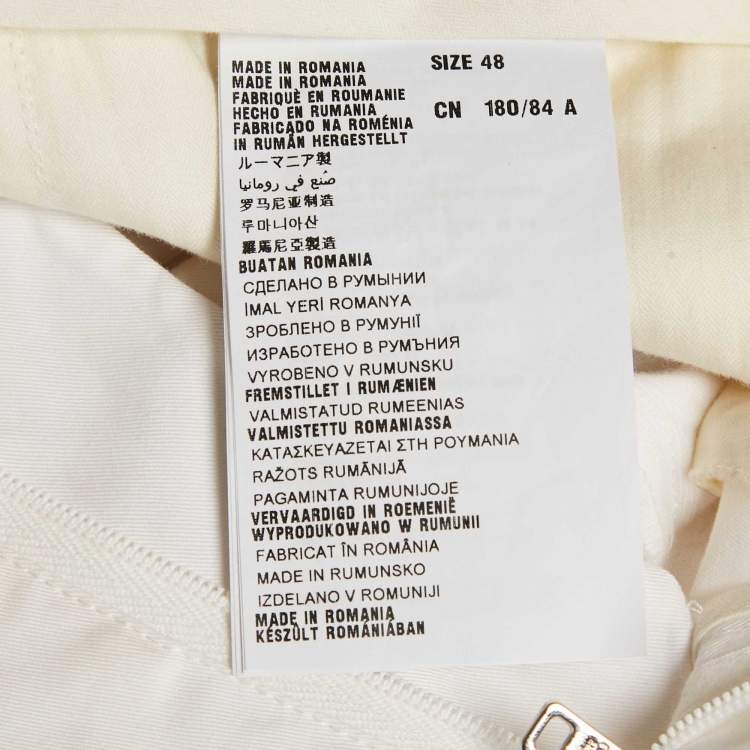 MADE IN ROMANIA
MADE IN ROMANIA
FABRIQUÈ EN ROUMANIE
HECHO EN RUMANIA
FABRICADO NA ROMÉNIA
IN RUMÄN HERGESTELLT
ルーマニア製
صُنع في رومانيا
罗马尼亚制造
루마니아산
羅馬尼亞製造
BUATAN ROMANIA
СДЕЛАНО В РУМЫНИИ
İMAL YERİ ROMANYA
ЗРОБЛЕНО В РУМУНІЇ
ИЗРАБОТЕНО В РУМЪНИЯ
VYROBENO V RUMUNSKU
FREMSTILLET I RUMÆNIEN
VALMISTATUD RUMEENIAS
VALMISTETTU ROMANIASSA
ΚΑΤΑΣΚΕΥΑΖΕΤΑΙ ΣΤΗ ΡΟΥΜΑΝΙΑ
RAŽOTS RUMĀNIJĀ
PAGAMINTA RUMUNIJOJE
VERVAARDIGD IN ROEMENIË
WYPRODUKOWANO W RUMUNII
FABRICAT ÎN ROMÂNIA
MADE IN RUMUNSKO
IZDELANO V ROMUNIJI
MADE IN ROMANIA
KÉSZÜLT ROMÁNIÁBAN
SIZE 48
CN 180/84 A